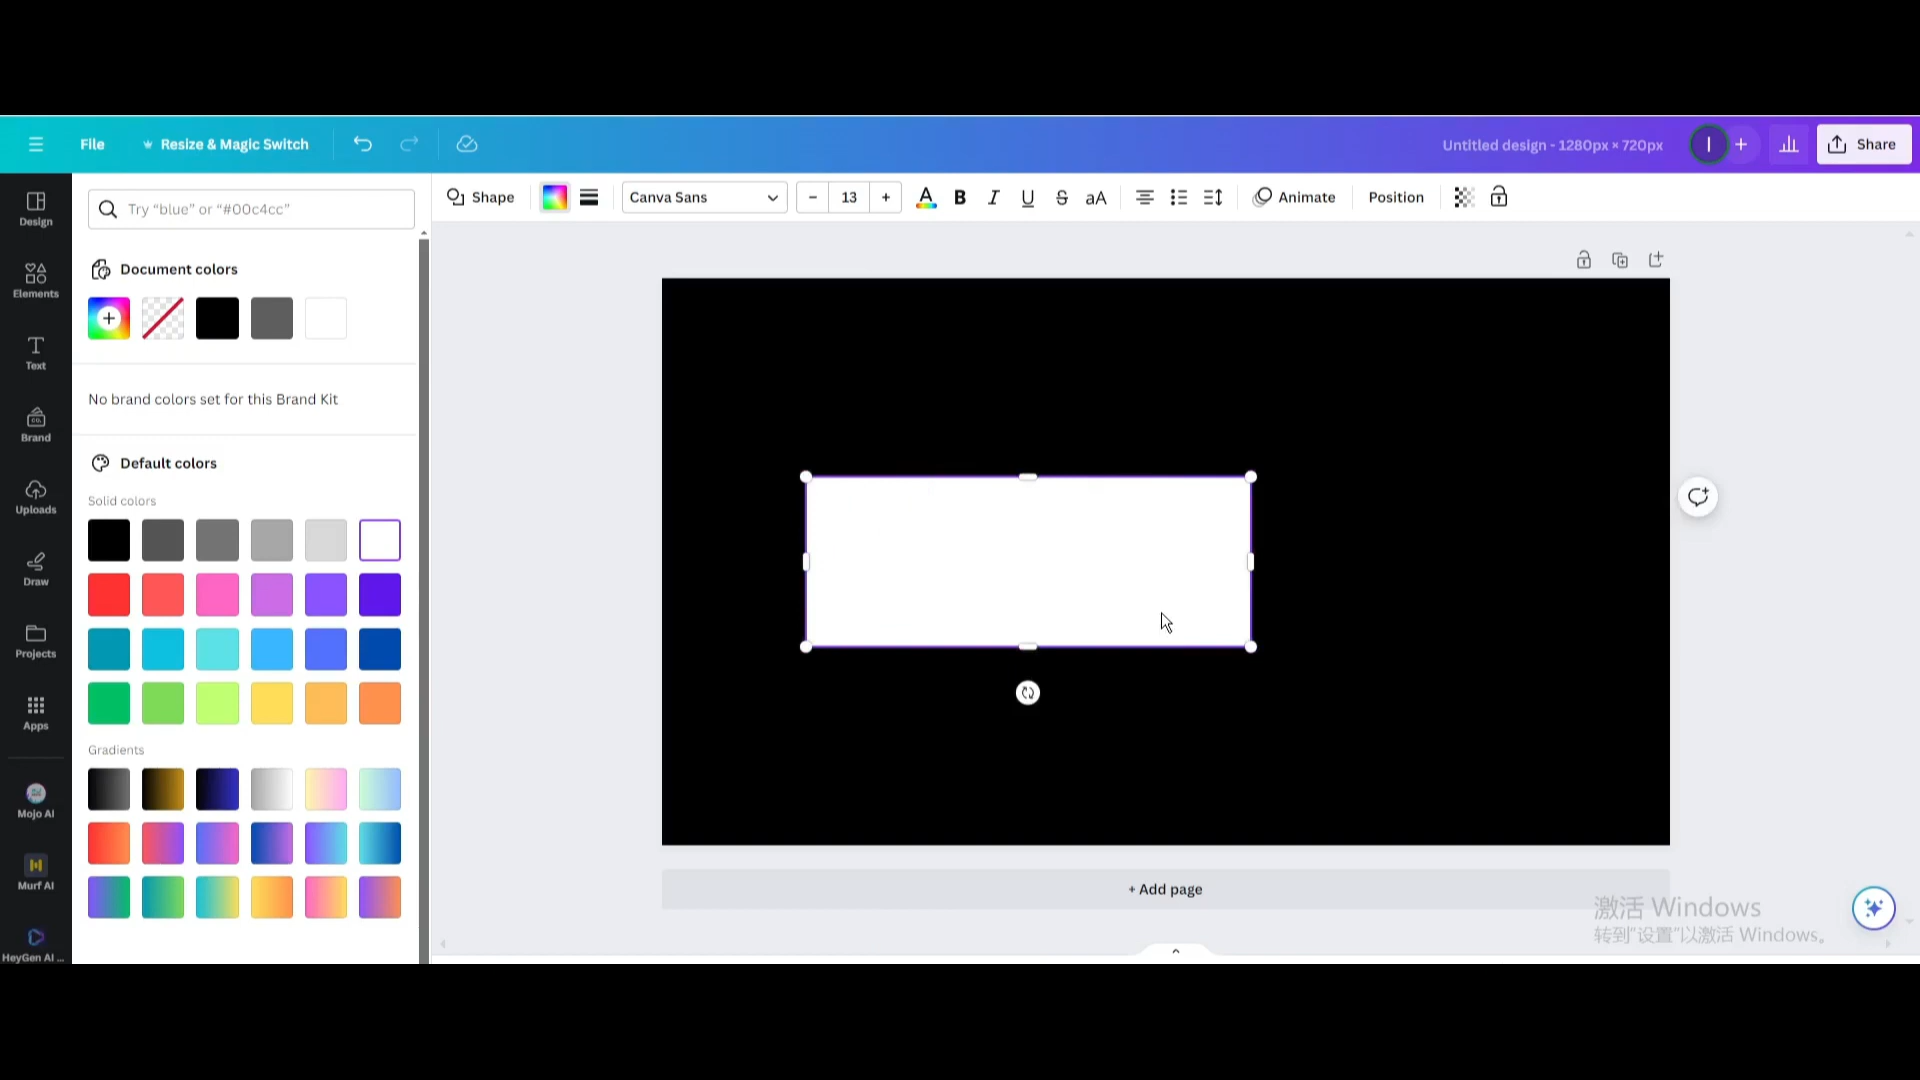 File
Resize & Magic Switch
Untitled design - 1280px × 720px
I
Share
Design
Elements
Text
Brand
Uploads
Draw
Projects
Apps
Mojo AI
Murf AI
HeyGen AI ...
Try “blue” or “#00c4cc”
Document colors
No brand colors set for this Brand Kit
Default colors
Solid colors
Gradients
Shape
Canva Sans
– 13 +
A B I U S aA
Animate
Position
+ Add page
激活 Windows
转到“设置”以激活 Windows。